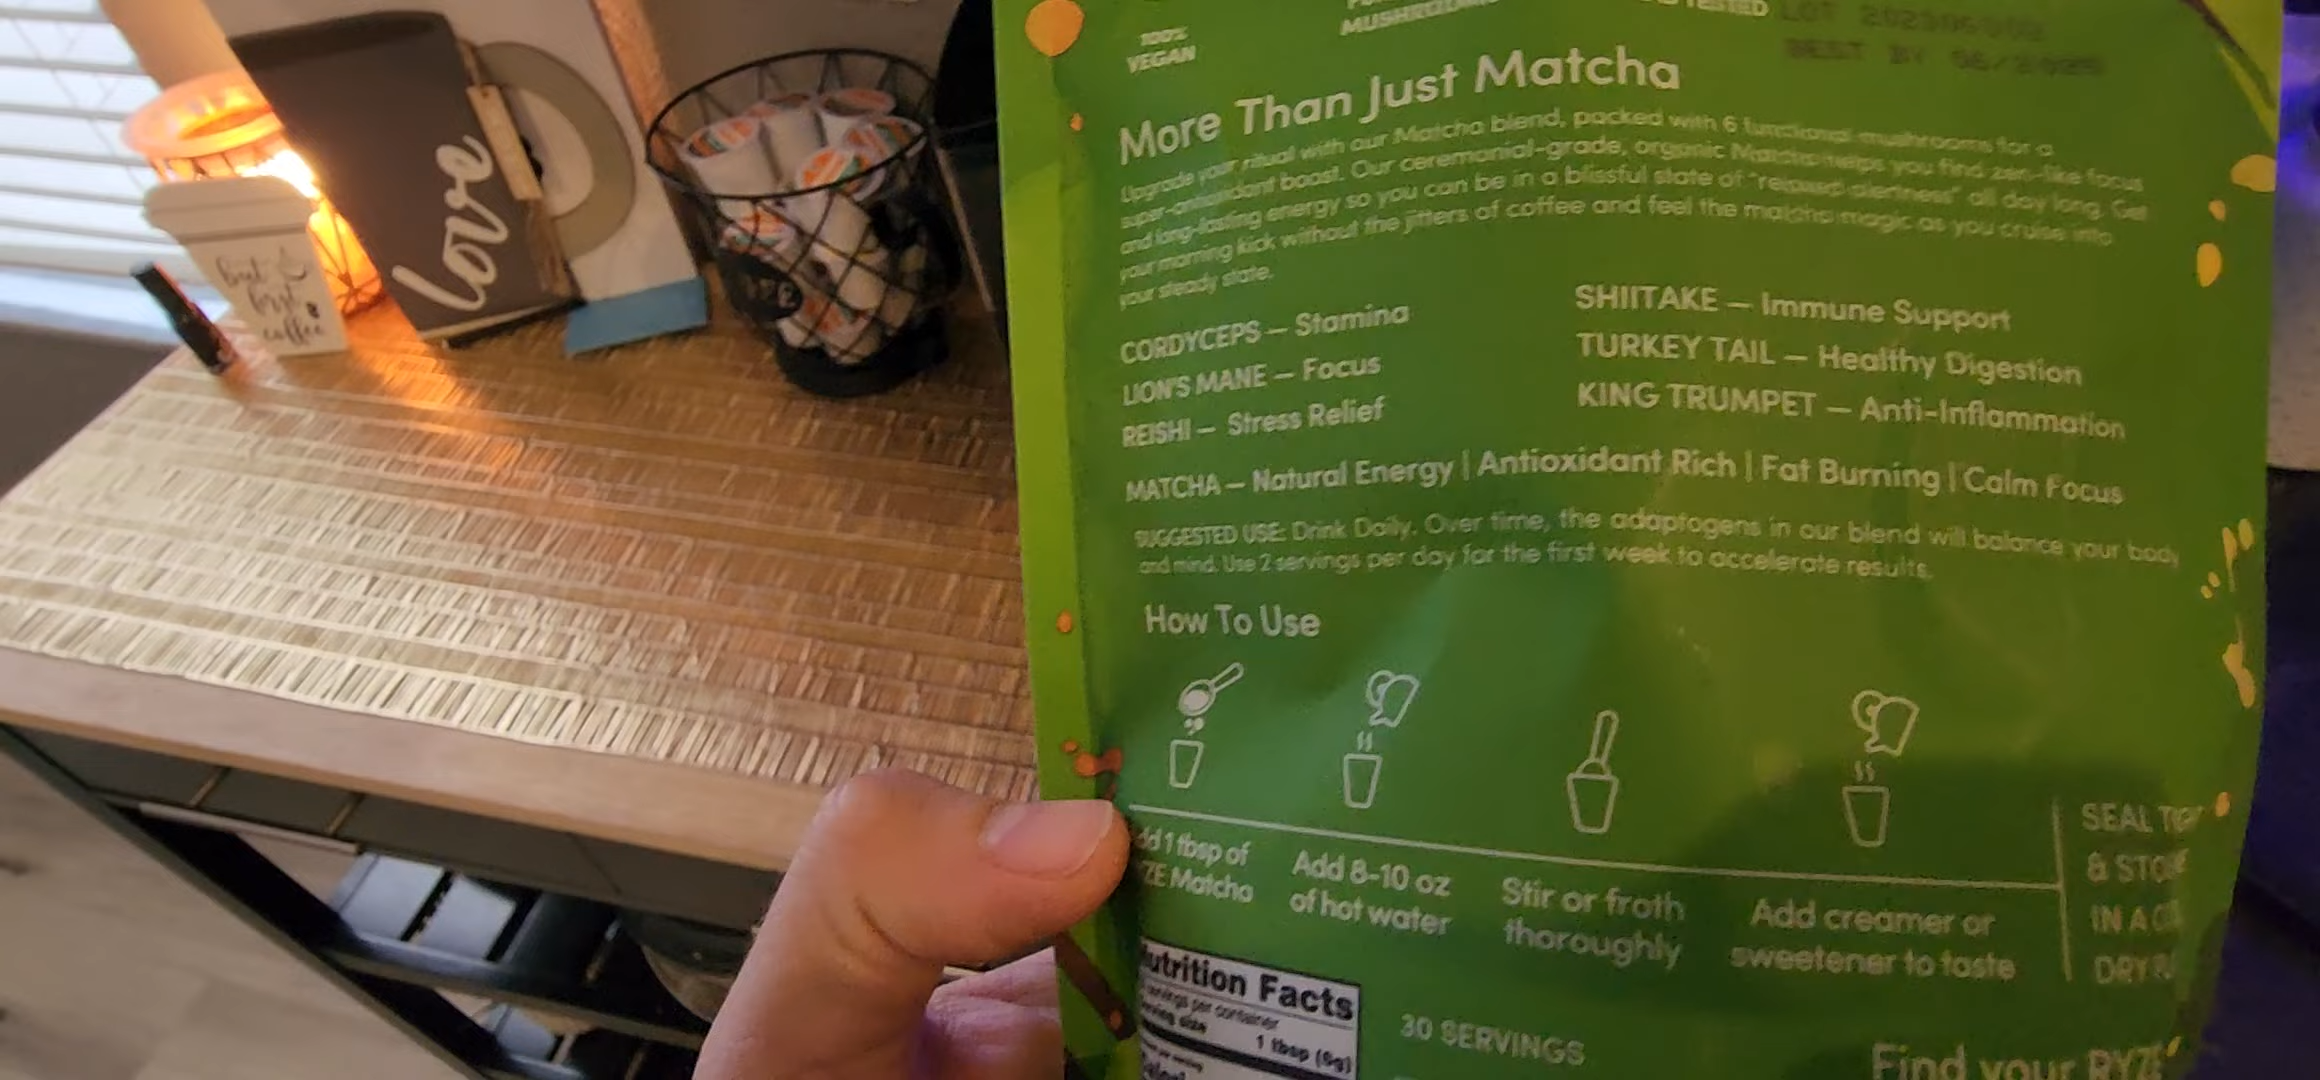 love
but
first
coffee
100%
VEGAN
TESTED
LOT
BEST BY 06/2025
More Than Just Matcha
Upgrade your ritual with our Matcha blend, packed with 6 functional mushrooms for a
super-antioxidant boost. Our ceremonial-grade, organic Matcha helps you find zen-like focus
and long-lasting energy so you can be in a blissful state of "relaxed alertness" all day long. Get
your morning kick without the jitters of coffee and feel the matcha magic as you cruise into
your steady state.
CORDYCEPS — Stamina
LION'S MANE — Focus
REISHI — Stress Relief
SHIITAKE — Immune Support
TURKEY TAIL — Healthy Digestion
KING TRUMPET — Anti-Inflammation
MATCHA — Natural Energy | Antioxidant Rich | Fat Burning | Calm Focus
SUGGESTED USE: Drink Daily. Over time, the adaptogens in our blend will balance your body
and mind. Use 2 servings per day for the first week to accelerate results.
How To Use
dd 1 tbsp of
ZE Matcha
Add 8-10 oz
of hot water
Stir or froth
thoroughly
Add creamer or
sweetener to taste
SEAL
& STO
IN A
DRY
utrition Facts
servings per container
serving size
1 tbsp (6g)
30 SERVINGS
Find your RYZE